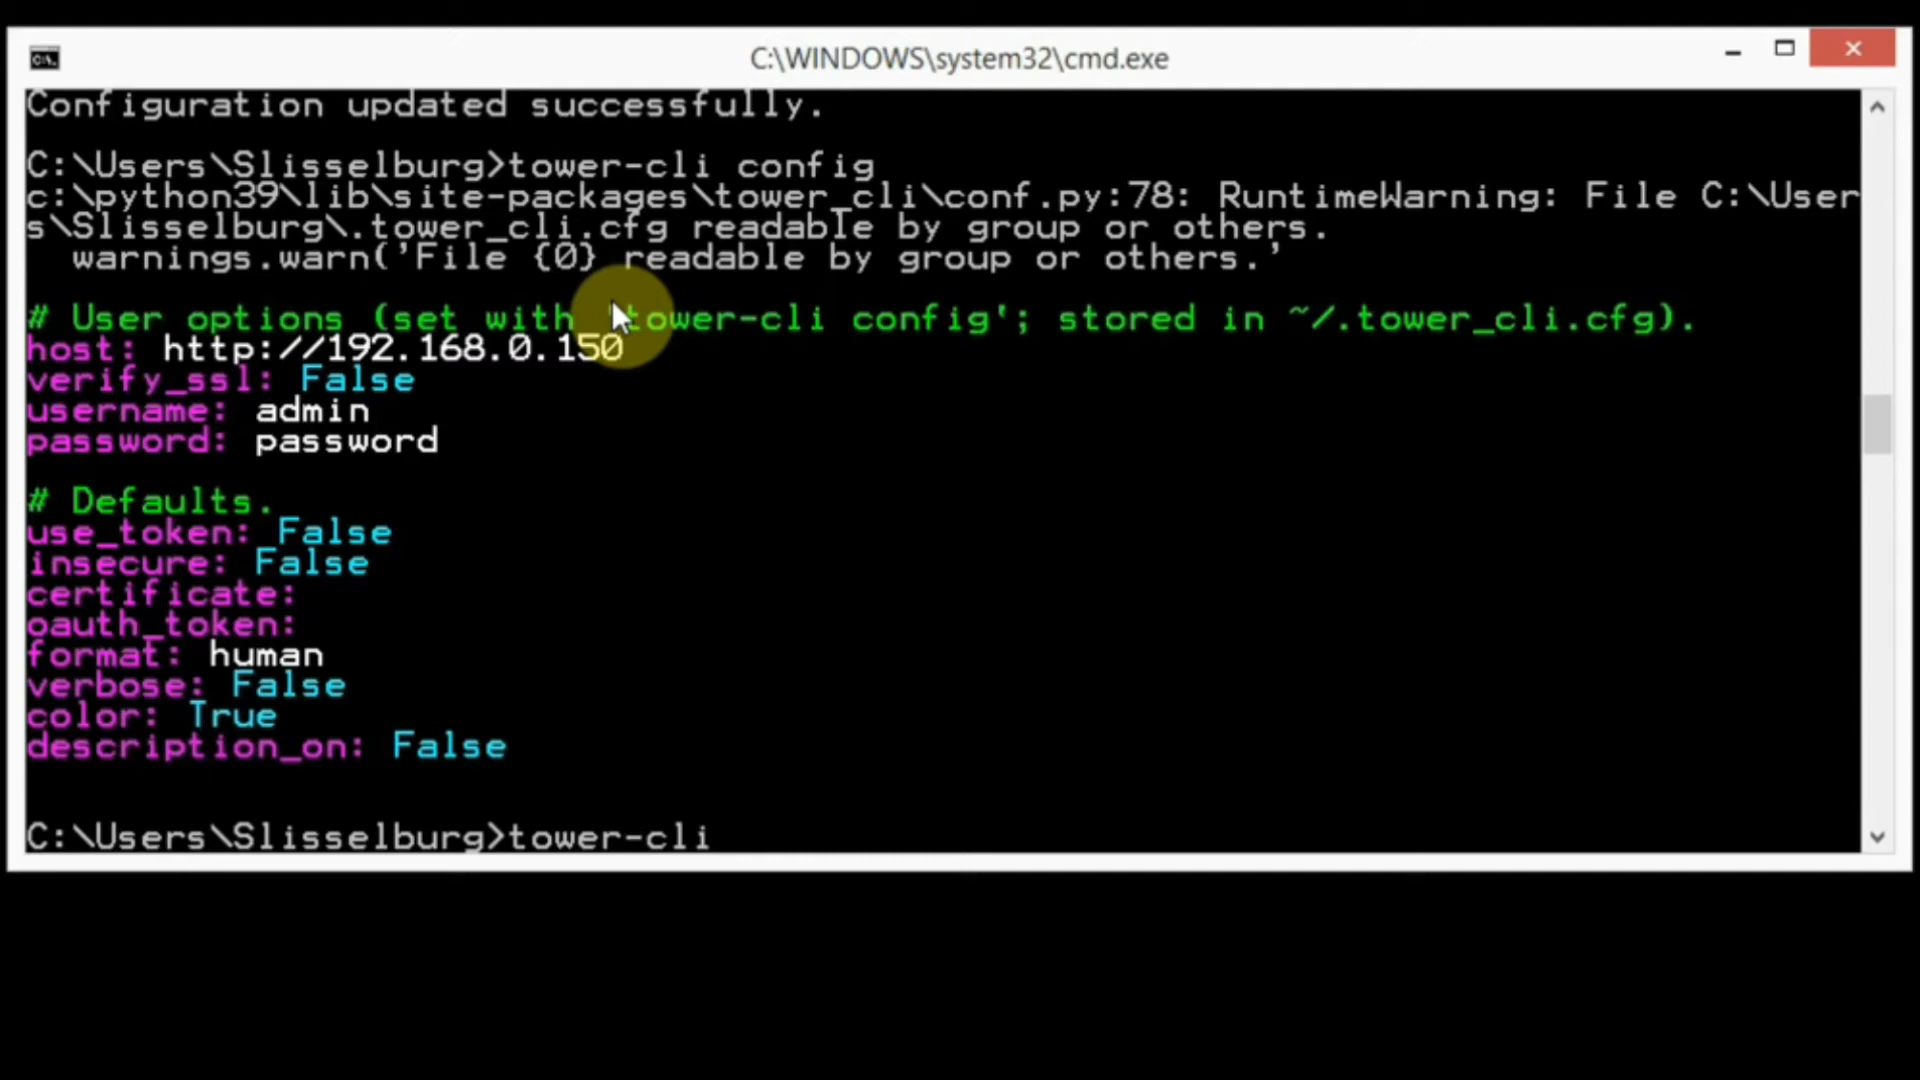 C:\WINDOWS\system32\cmd.exe
Configuration updated successfully.
C:\Users\Slisselburg>tower-cli config
c:\python39\lib\site-packages\tower_cli\conf.py:78: RuntimeWarning: File C:\User
s\Slisselburg\.tower_cli.cfg readable by group or others.
warnings.warn('File {0} readable by group or others.'
# User options (set with 'tower-cli config'; stored in ~/.tower_cli.cfg).
host: http://192.168.0.150
verify_ssl: False
username: admin
password: password
# Defaults.
use_token: False
insecure: False
certificate:
oauth_token:
format: human
verbose: False
color: True
description_on: False
C:\Users\Slisselburg>tower-cli